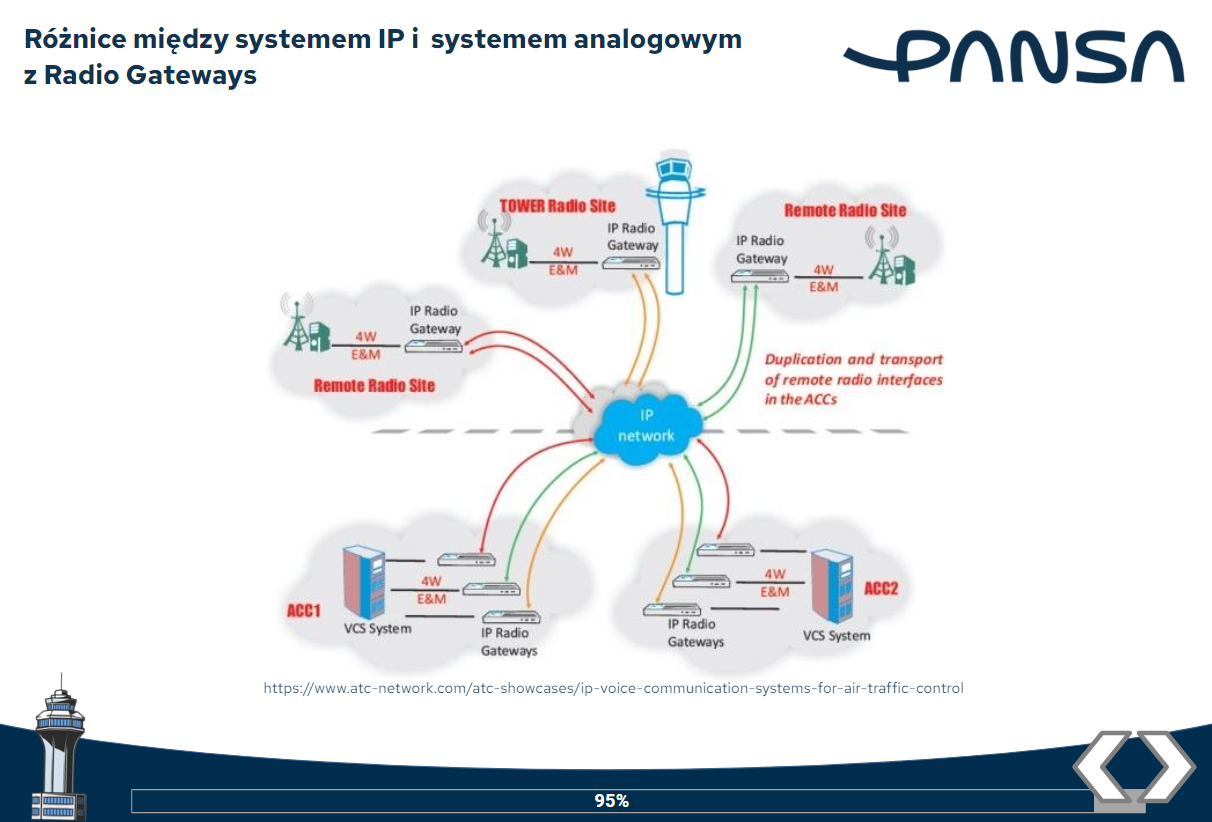 Różnice między systemem IP i systemem analogowym
z Radio Gateways
PANSA
TOWER Radio Site
IP Radio
Gateway
4W
E&M
Remote Radio Site
IP Radio
Gateway
4W
E&M
IP Radio
Gateway
4W
E&M
Remote Radio Site
Duplication and transport
of remote radio interfaces
in the ACCs
IP
network
ACC1
VCS System
4W
E&M
IP Radio
Gateways
4W
E&M
ACC2
IP Radio
Gateways
VCS System
https://www.atc-network.com/atc-showcases/ip-voice-communication-systems-for-air-traffic-control
95%